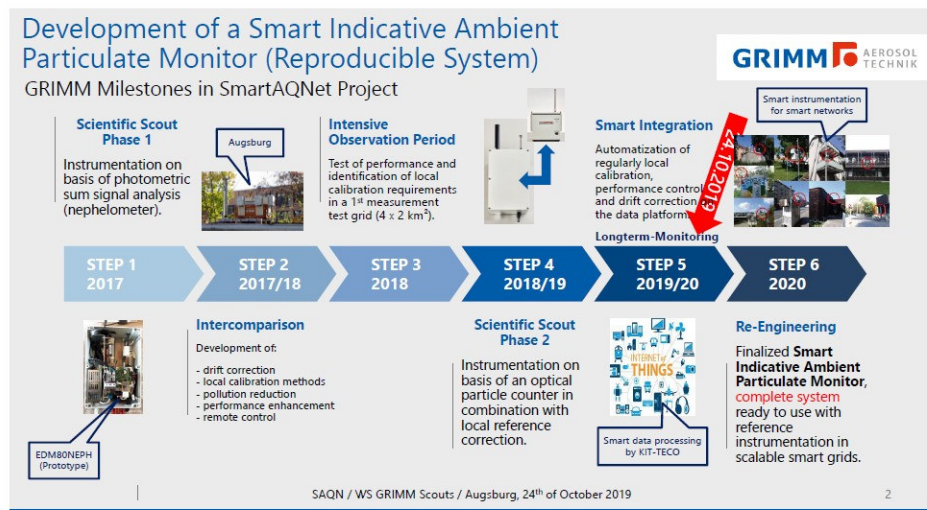 Development of a Smart Indicative Ambient
Particulate Monitor (Reproducible System)
GRIMM AEROSOL
TECHNIK
GRIMM Milestones in SmartAQNet Project
Scientific Scout
Phase 1
Instrumentation on
basis of photometric
sum signal analysis
(nephelometer).
Augsburg
Intensive
Observation Period
Test of performance and
identification of local
calibration requirements
in a 1st measurement
test grid (4 x 2 km²).
Smart Integration
Automatization of
regularly local
calibration,
performance control
and drift correction
the data platform
Longterm-Monitoring
24.10.2019
Smart instrumentation
for smart networks
STEP 1
2017
STEP 2
2017/18
STEP 3
2018
STEP 4
2018/19
STEP 5
2019/20
STEP 6
2020
EDM80NEPH
(Prototype)
Intercomparison
Development of:
- drift correction
- local calibration methods
- pollution reduction
- performance enhancement
- remote control
Scientific Scout
Phase 2
Instrumentation on
basis of an optical
particle counter in
combination with
local reference
correction.
INTERNET
OF
THINGS
Smart data processing
by KIT-TECO
Re-Engineering
Finalized Smart
Indicative Ambient
Particulate Monitor,
complete system
ready to use with
reference
instrumentation in
scalable smart grids.
SAQN / WS GRIMM Scouts / Augsburg, 24th of October 2019
2